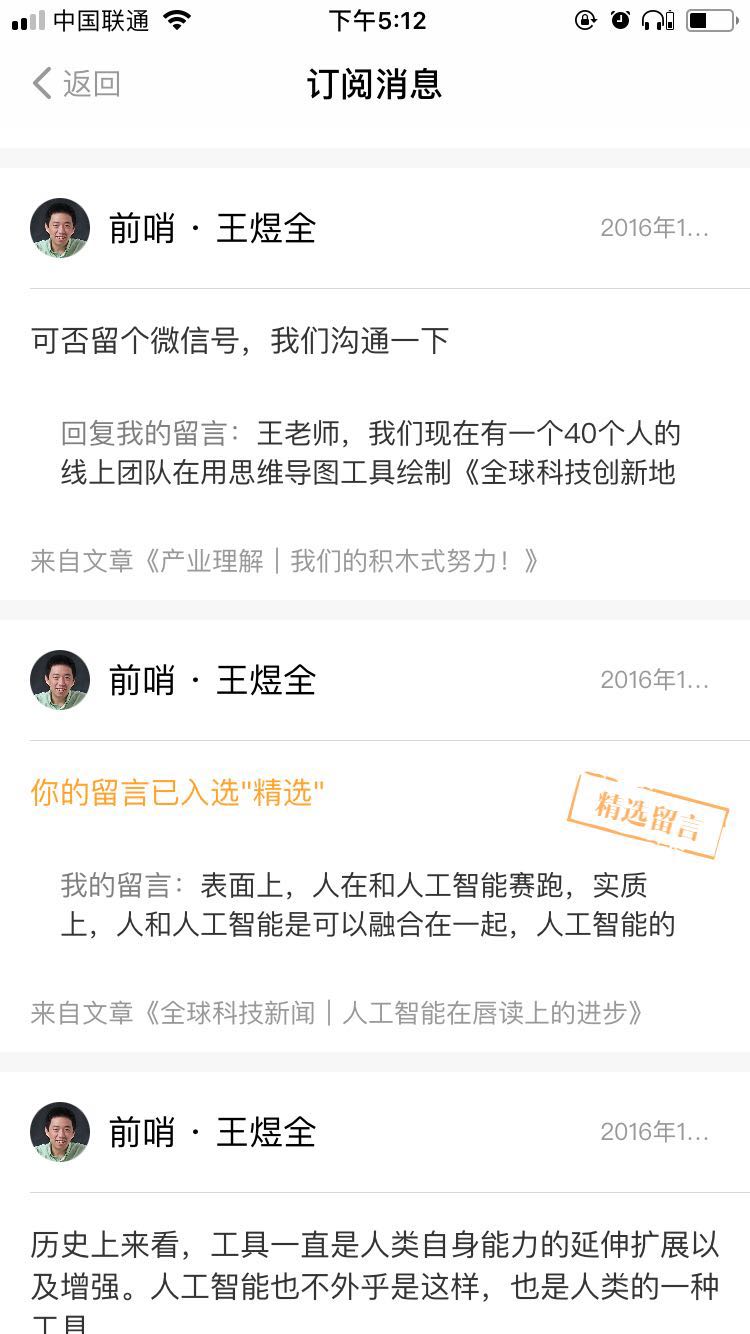 中国联通
下午5:12
返回
订阅消息
前哨 · 王煜全
2016年1...
可否留个微信号，我们沟通一下
回复我的留言：王老师，我们现在有一个40个人的
线上团队在用思维导图工具绘制《全球科技创新地
来自文章《产业理解｜我们的积木式努力！》
前哨 · 王煜全
2016年1...
你的留言已入选"精选"
精选留言
我的留言：表面上，人在和人工智能赛跑，实质
上，人和人工智能是可以融合在一起，人工智能的
来自文章《全球科技新闻｜人工智能在唇读上的进步》
前哨 · 王煜全
2016年1...
历史上来看，工具一直是人类自身能力的延伸扩展以
及增强。人工智能也不外乎是这样，也是人类的一种
工具